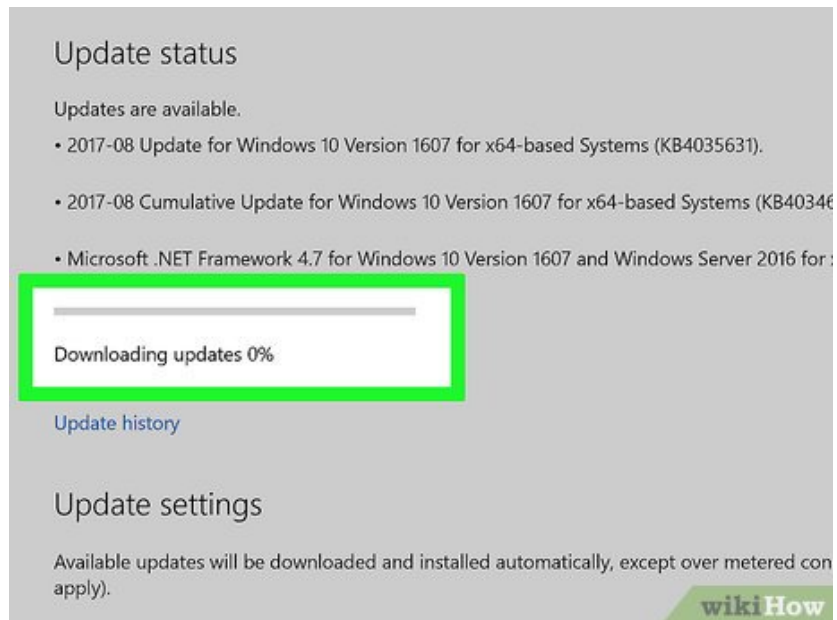 Update status
Updates are available.
• 2017-08 Update for Windows 10 Version 1607 for x64-based Systems (KB4035631).
• 2017-08 Cumulative Update for Windows 10 Version 1607 for x64-based Systems (KB40346
• Microsoft .NET Framework 4.7 for Windows 10 Version 1607 and Windows Server 2016 for
Downloading updates 0%
Update history
Update settings
Available updates will be downloaded and installed automatically, except over metered con
apply).
wikiHow